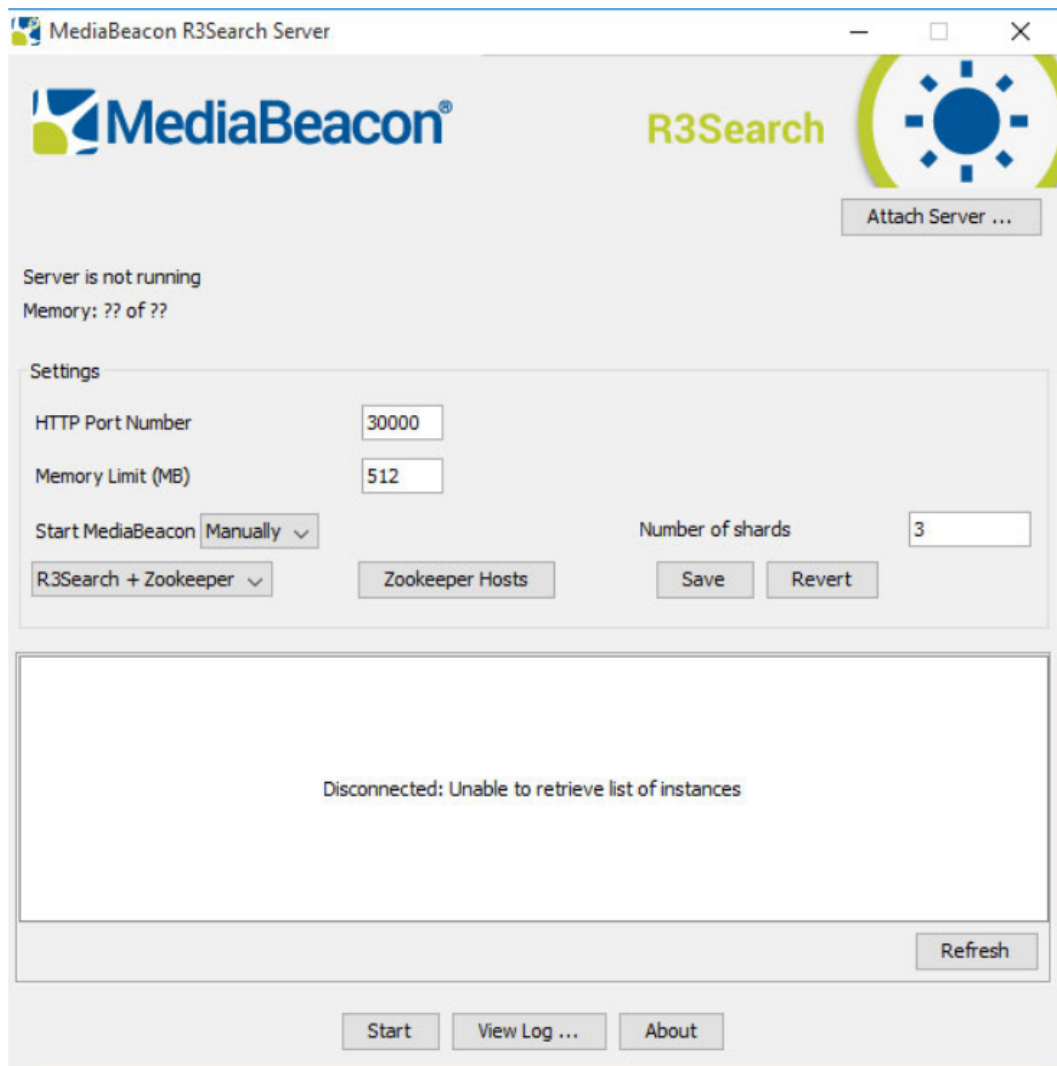 MediaBeacon R3Search Server
MediaBeacon®
R3Search
Attach Server ...
Server is not running
Memory: ?? of ??
Settings
HTTP Port Number 30000
Memory Limit (MB) 512
Start MediaBeacon Manually Number of shards 3
R3Search + Zookeeper Zookeeper Hosts Save Revert
Disconnected: Unable to retrieve list of instances
Refresh
Start View Log ... About